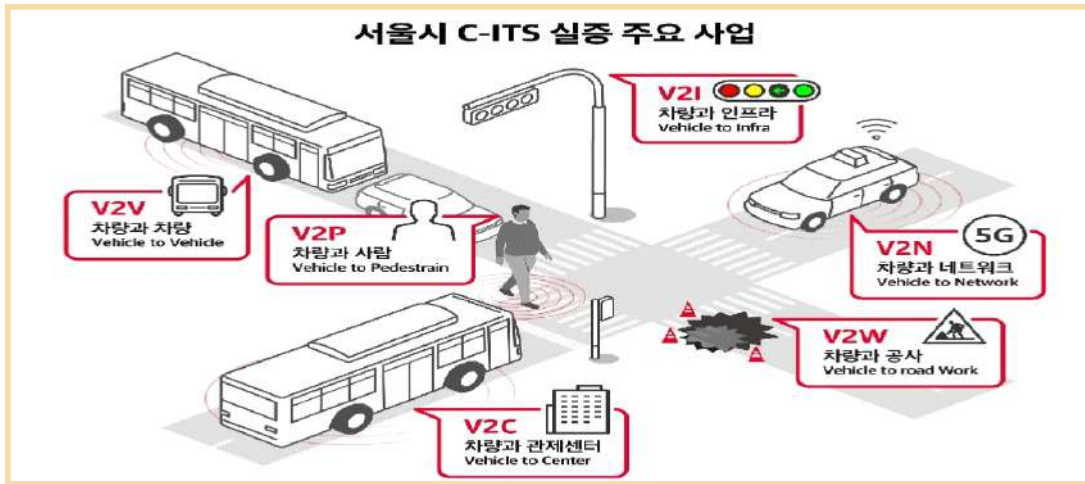 서울시 C-ITS 실증 주요 사업
V2I
차량과 인프라
Vehicle to Infra
V2V
차량과 차량
Vehicle to Vehicle
V2P
차량과 사람
Vehicle to Pedestrain
5G
V2N
차량과 네트워크
Vehicle to Network
V2W
차량과 공사
Vehicle to road Work
V2C
차량과 관제센터
Vehicle to Center